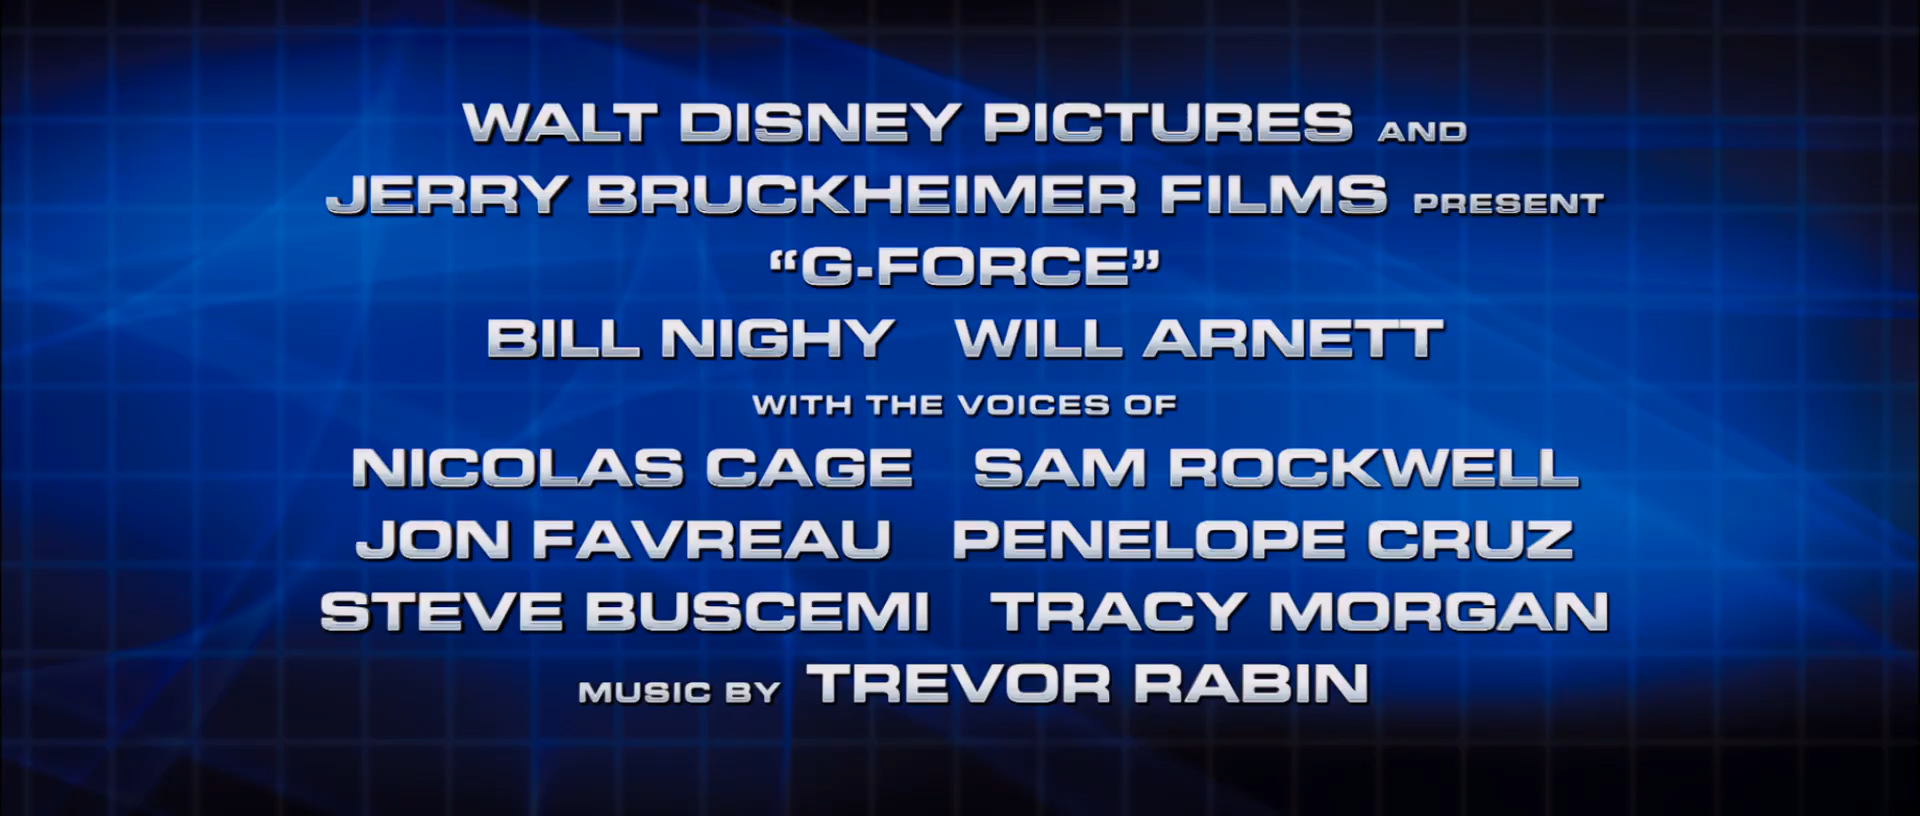 WALT DISNEY PICTURES AND
JERRY BRUCKHEIMER FILMS PRESENT
“G-FORCE”
BILL NIGHY WILL ARNETT
WITH THE VOICES OF
NICOLAS CAGE SAM ROCKWELL
JON FAVREAU PENELOPE CRUZ
STEVE BUSCEMI TRACY MORGAN
MUSIC BY TREVOR RABIN